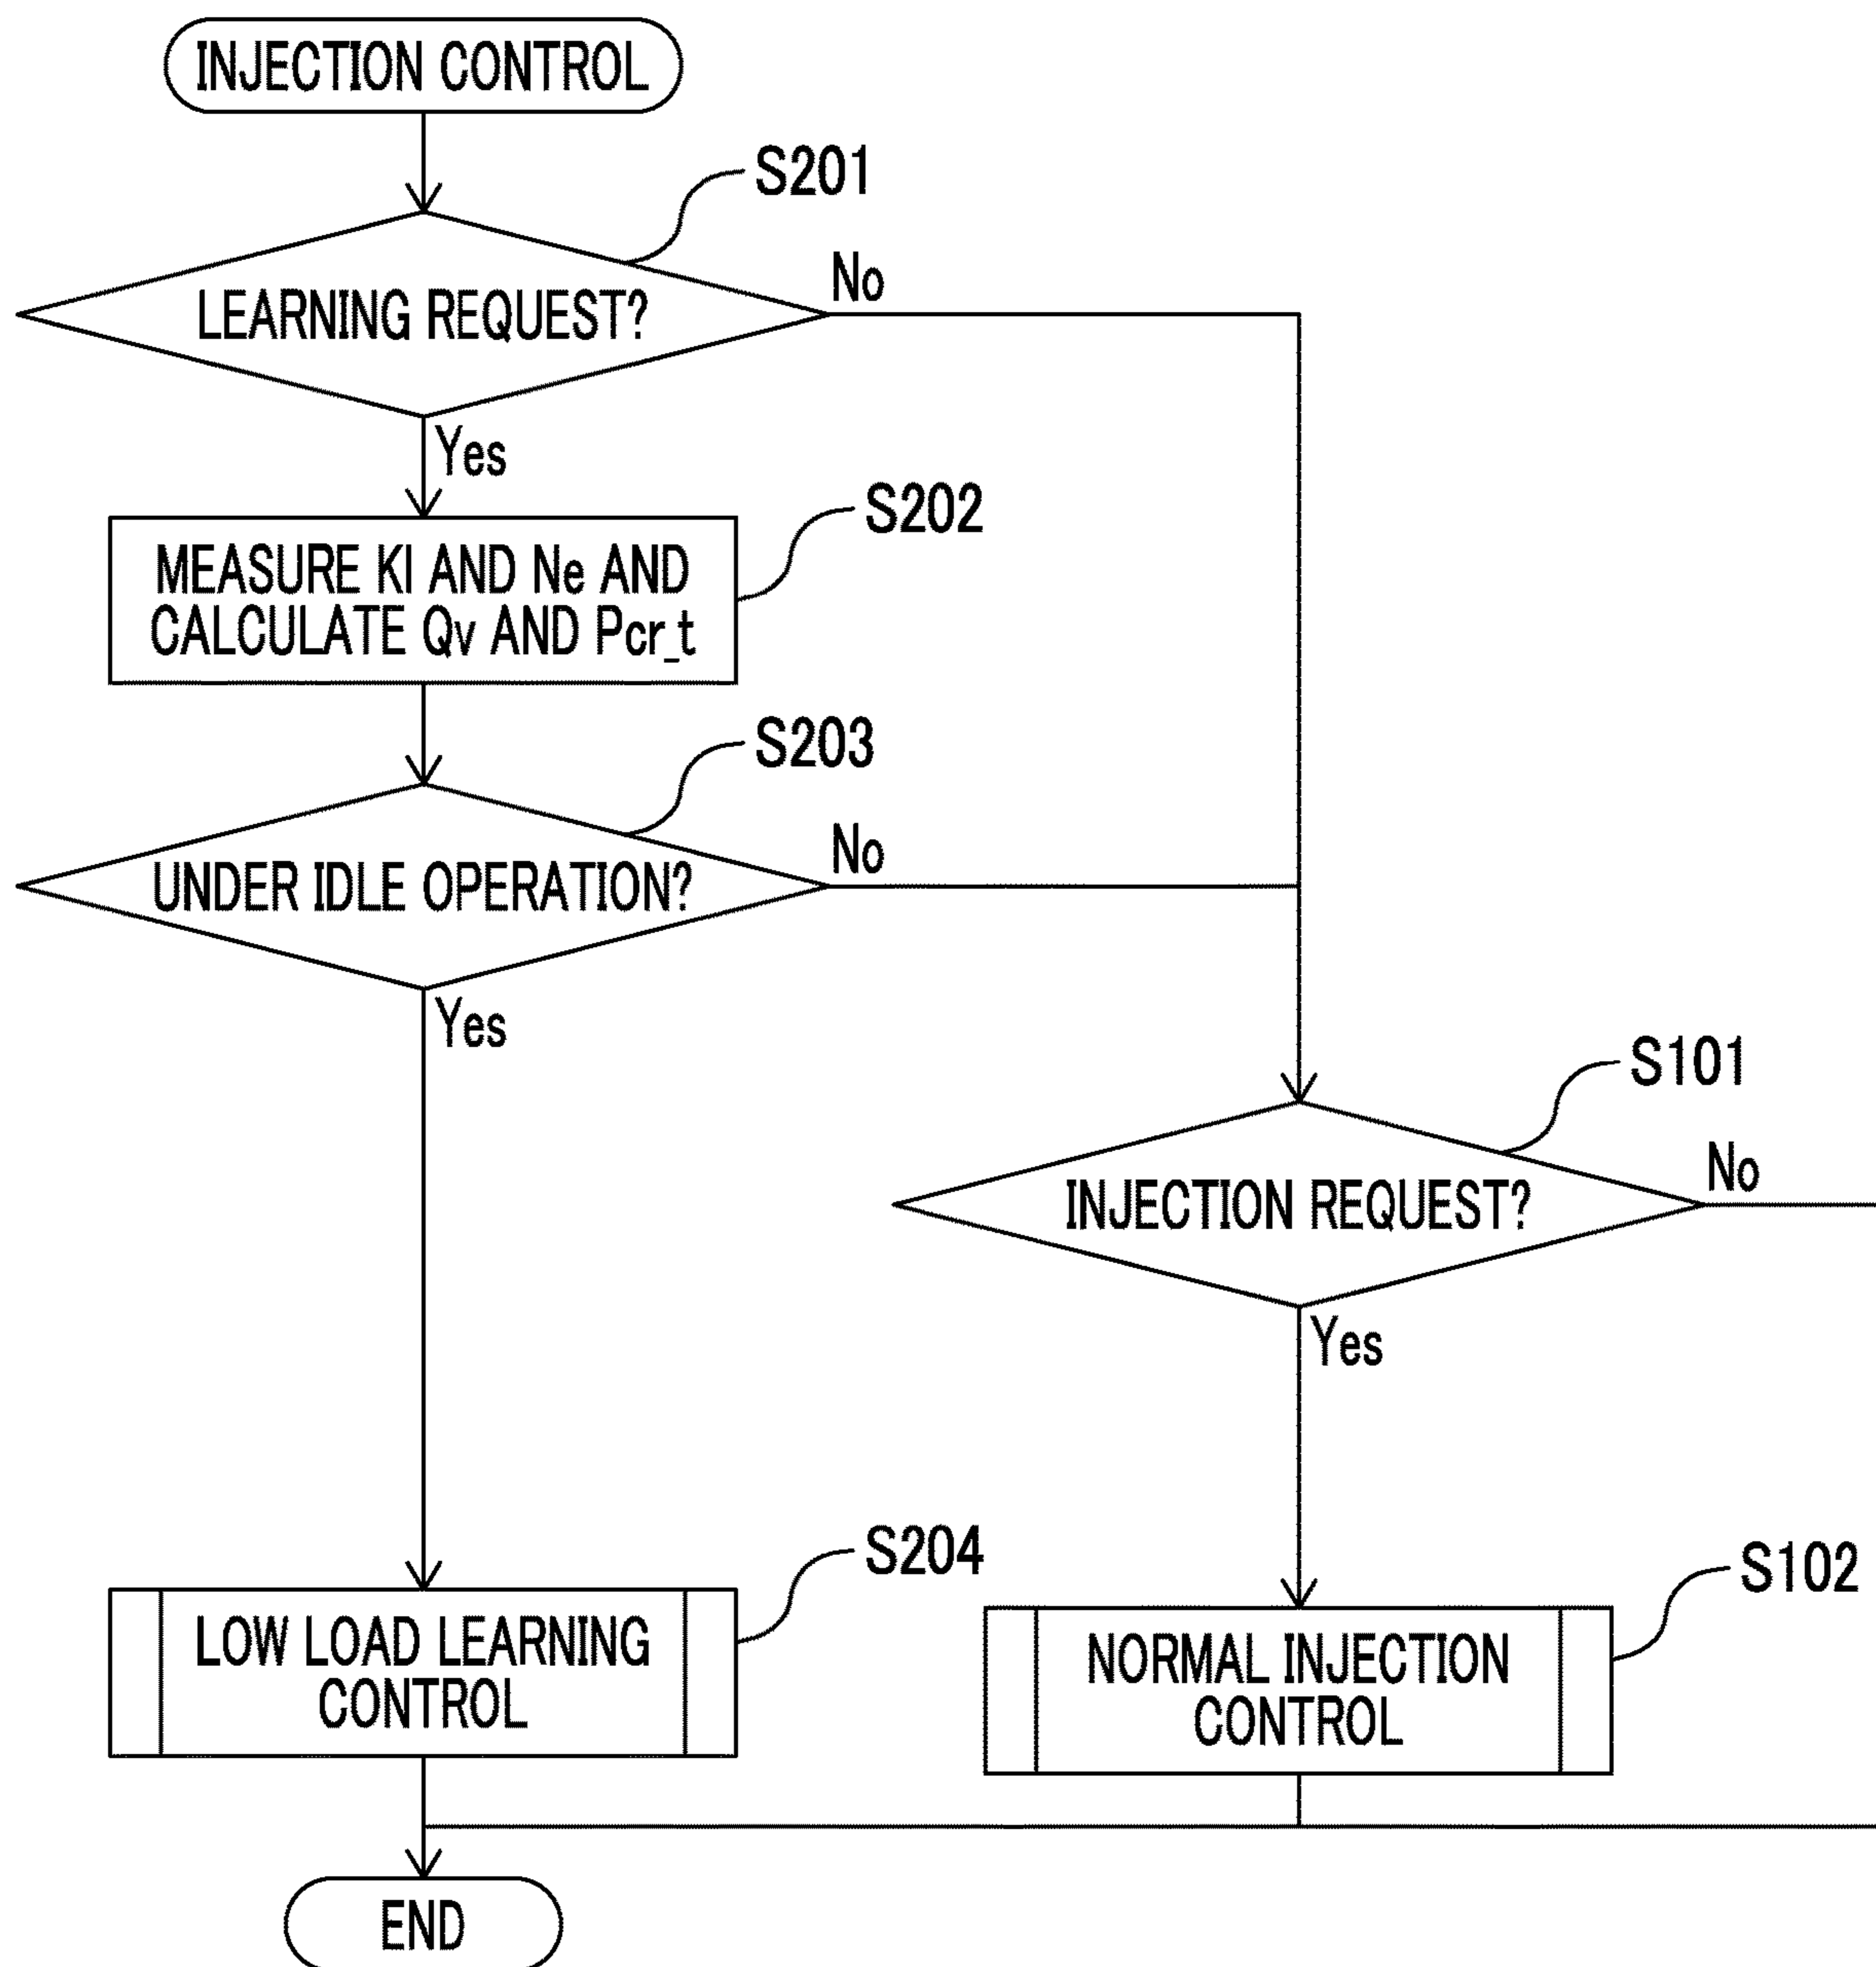 INJECTION CONTROL
S201
LEARNING REQUEST?
No
Yes
S202
MEASURE Kl AND Ne AND
CALCULATE Qv AND Pcr_t
S203
UNDER IDLE OPERATION?
No
Yes
S101
INJECTION REQUEST?
No
Yes
S204
LOW LOAD LEARNING
CONTROL
S102
NORMAL INJECTION
CONTROL
END